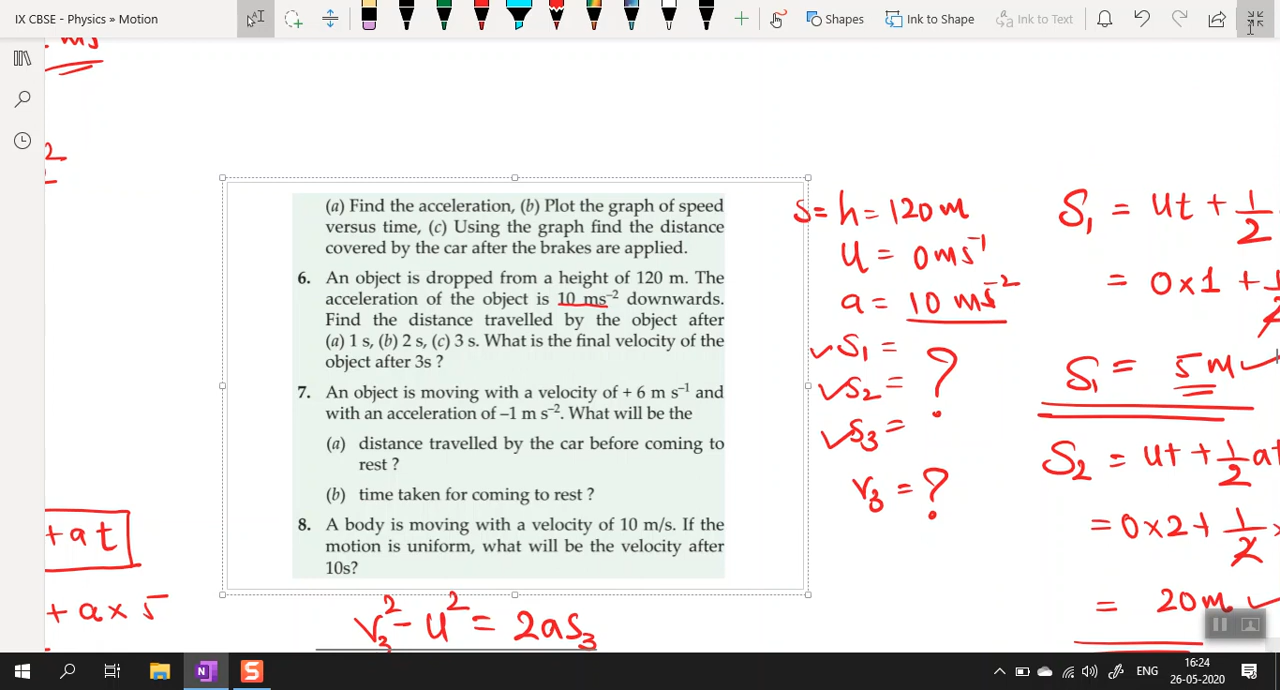 IX CBSE - Physics » Motion
Shapes
Ink to Shape
Ink to Text
ms
2
(a) Find the acceleration, (b) Plot the graph of speed
versus time, (c) Using the graph find the distance
covered by the car after the brakes are applied.
6. An object is dropped from a height of 120 m. The
acceleration of the object is 10 ms⁻² downwards.
Find the distance travelled by the object after
(a) 1 s, (b) 2 s, (c) 3 s. What is the final velocity of the
object after 3s ?
7. An object is moving with a velocity of + 6 m s⁻¹ and
with an acceleration of –1 m s⁻². What will be the
(a) distance travelled by the car before coming to
rest ?
(b) time taken for coming to rest ?
8. A body is moving with a velocity of 10 m/s. If the
motion is uniform, what will be the velocity after
10s?
S = h = 120m
u = 0ms⁻¹
a = 10 ms⁻²
✓S₁ =
✓S₂ = ?
✓S₃ =
v₃ = ?
S₁ = ut + 1/2
= 0x1 + 1/2
S₁ = 5m ✓
S₂ = ut + 1/2 at
= 0x2 + 1/2 x
= 20m ✓
+ a t
+ a x 5
v₃² - u² = 2aS₃
ENG
16:24
26-05-2020